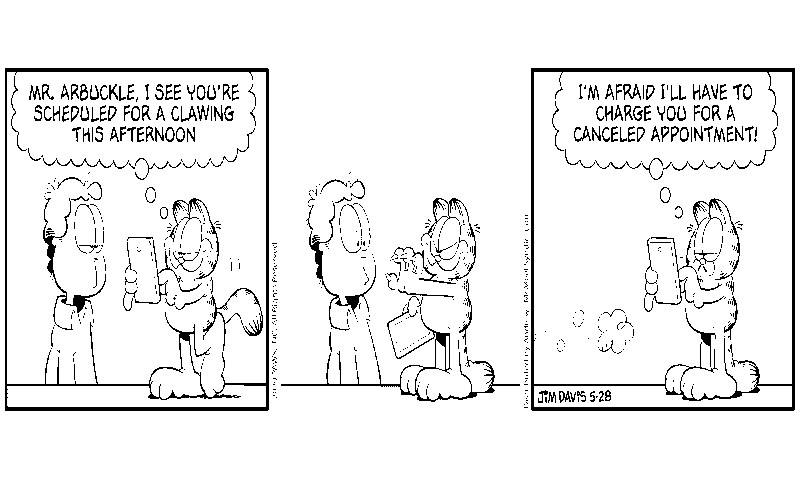 MR. ARBUCKLE, I SEE YOU'RE
SCHEDULED FOR A CLAWING
THIS AFTERNOON
I'M AFRAID I'LL HAVE TO
CHARGE YOU FOR A
CANCELED APPOINTMENT!
JIM DAVIS 5-28